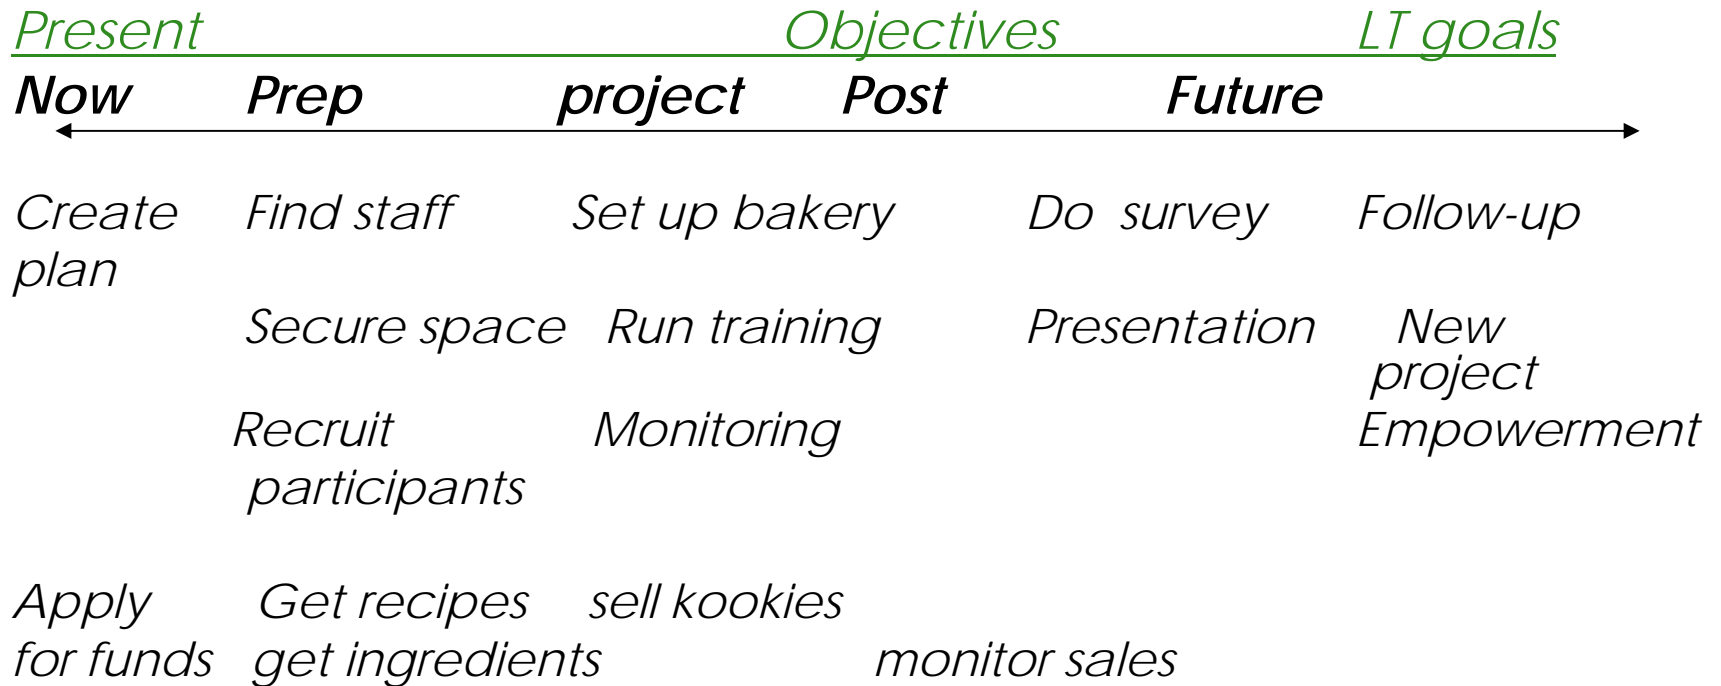 Present Objectives LT goals
Now Prep project Post Future
Create Find staff Set up bakery Do survey Follow-up
plan
Secure space Run training Presentation New
project
Recruit Monitoring Empowerment
participants
Apply Get recipes sell kookies
for funds get ingredients monitor sales